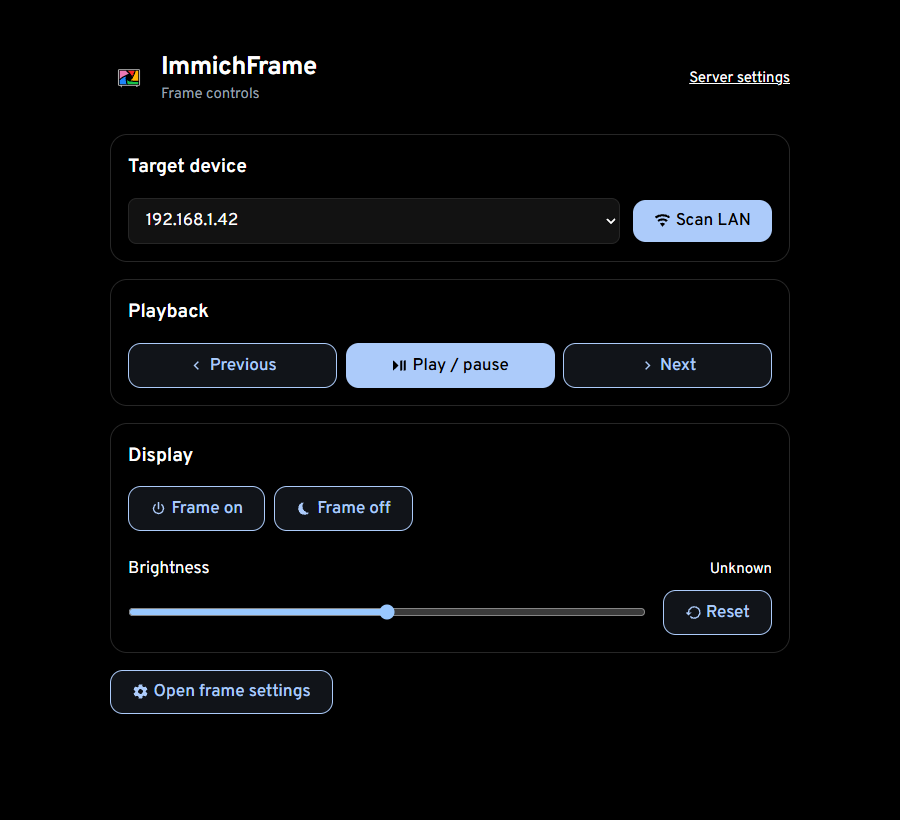 ImmichFrame
Frame controls
Server settings
Target device
192.168.1.42
Scan LAN
Playback
Previous
Play / pause
Next
Display
Frame on
Frame off
Brightness
Unknown
Reset
Open frame settings